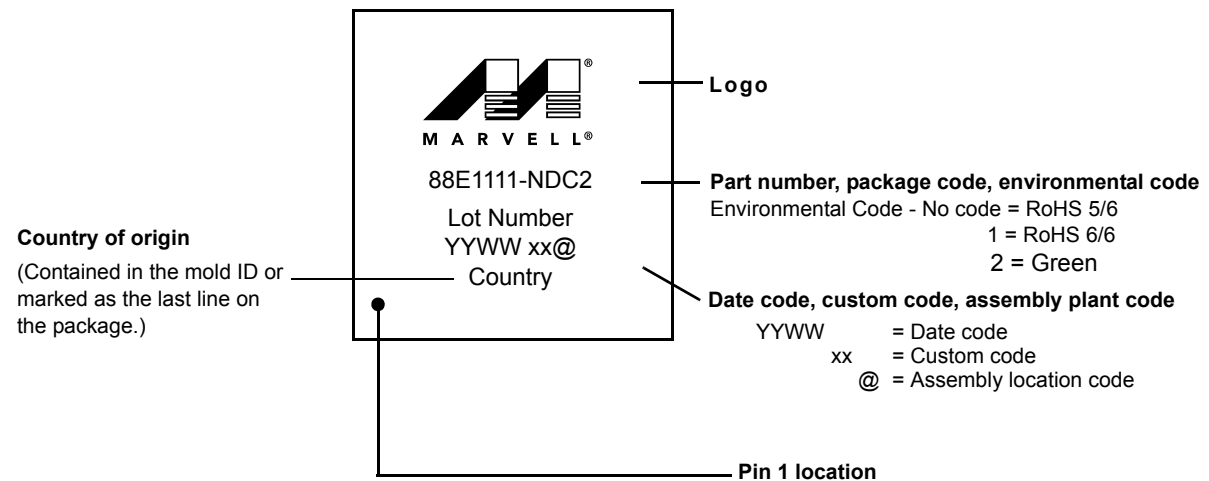 ®
MARVELL®
Logo
88E1111-NDC2
Part number, package code, environmental code
Environmental Code - No code = RoHS 5/6
1 = RoHS 6/6
2 = Green
Lot Number
YYWW xx@
Country
Country of origin
(Contained in the mold ID or
marked as the last line on
the package.)
Date code, custom code, assembly plant code
YYWW = Date code
xx = Custom code
@ = Assembly location code
Pin 1 location